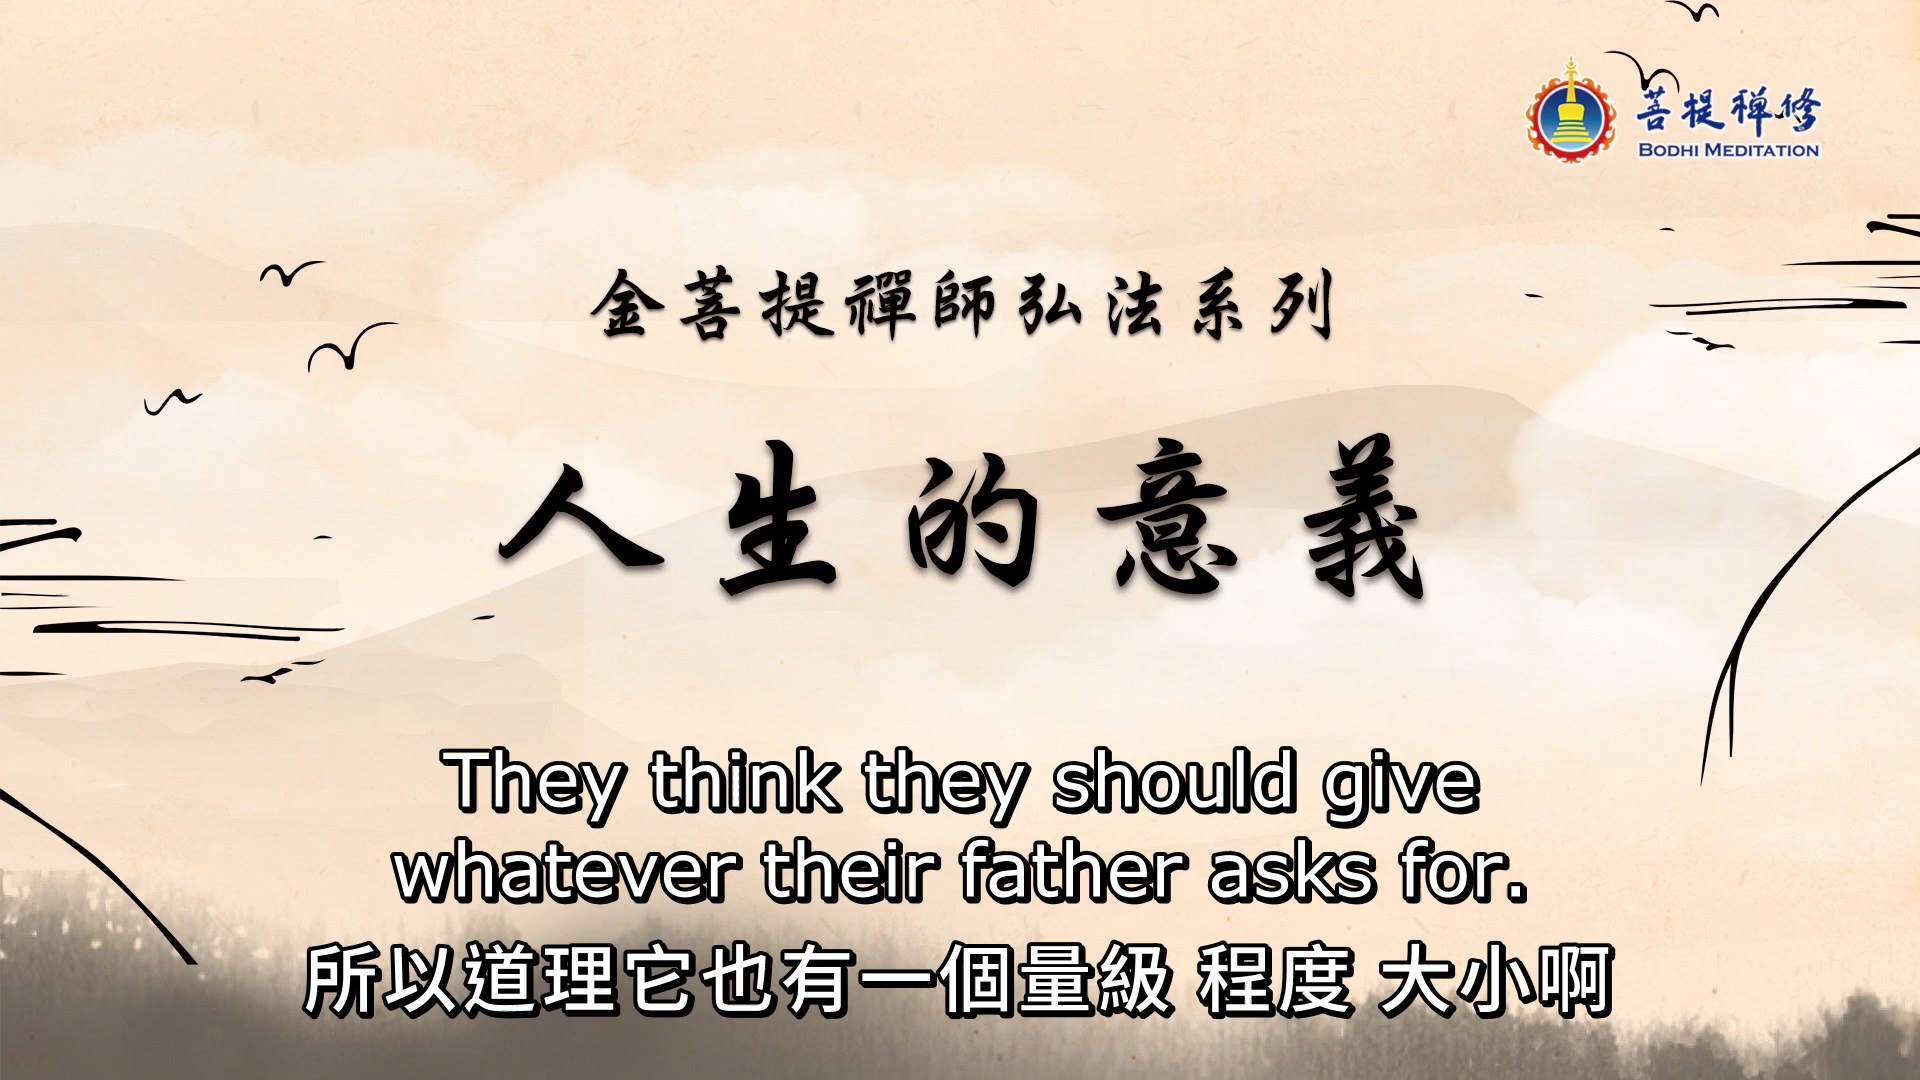 菩提禪修
BODHI MEDITATION
金菩提禪師弘法系列
人生的意義
They think they should give
whatever their father asks for.
所以道理它也有一個量級 程度 大小啊